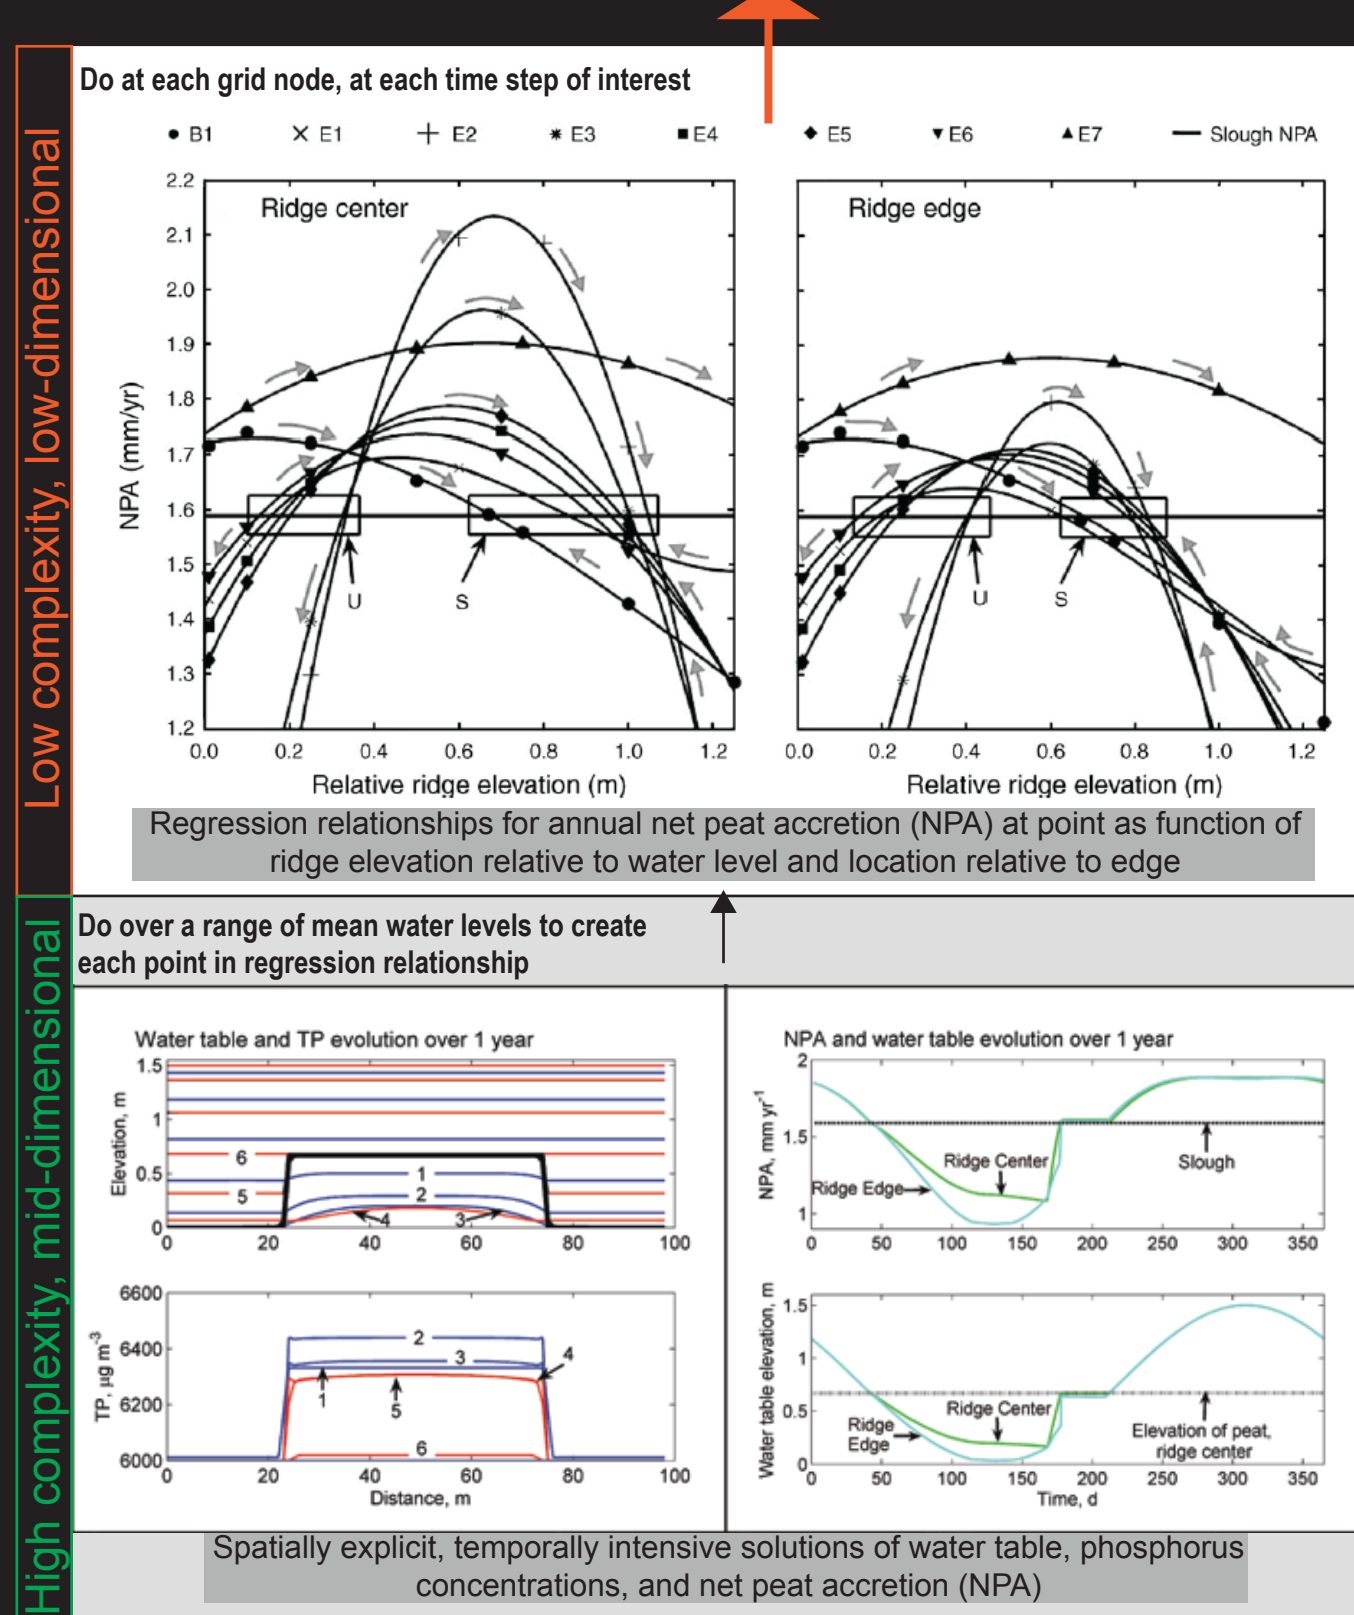 Low complexity, low-dimensional
Do at each grid node, at each time step of interest
B1 E1 E2 E3 E4 E5 E6 E7 Slough NPA
Ridge center
NPA (mm/yr)
2.2
2.1
2.0
1.9
1.8
1.7
1.6
1.5
1.4
1.3
1.2
U
S
0.0 0.2 0.4 0.6 0.8 1.0 1.2
Relative ridge elevation (m)
Ridge edge
U
S
0.0 0.2 0.4 0.6 0.8 1.0 1.2
Relative ridge elevation (m)
Regression relationships for annual net peat accretion (NPA) at point as function of
ridge elevation relative to water level and location relative to edge
High complexity, mid-dimensional
Do over a range of mean water levels to create
each point in regression relationship
Water table and TP evolution over 1 year
Elevation, m
1.5
1
0.5
0
6
5
1
2
4
3
0 20 40 60 80 100
TP, µg m-3
6600
6400
6200
6000
2
3
4
1
5
6
0 20 40 60 80 100
Distance, m
NPA and water table evolution over 1 year
NPA, mm yr-1
2
1.5
1
Ridge Center
Ridge Edge
Slough
0 50 100 150 200 250 300 350
Water table elevation, m
1.5
1
0.5
0
Ridge Center
Ridge
Edge
Elevation of peat,
ridge center
0 50 100 150 200 250 300 350
Time, d
Spatially explicit, temporally intensive solutions of water table, phosphorus
concentrations, and net peat accretion (NPA)